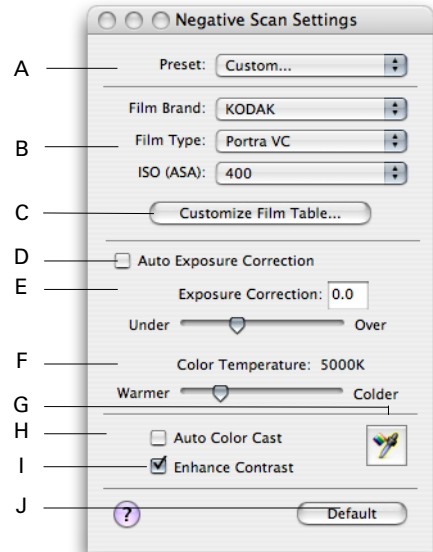 Negative Scan Settings
A Preset: Custom...
Film Brand: KODAK
B Film Type: Portra VC
ISO (ASA): 400
C Customize Film Table...
D Auto Exposure Correction
E Exposure Correction: 0.0
Under Over
F Color Temperature: 5000K
Warmer Colder
G
H Auto Color Cast
I Enhance Contrast
J ? Default